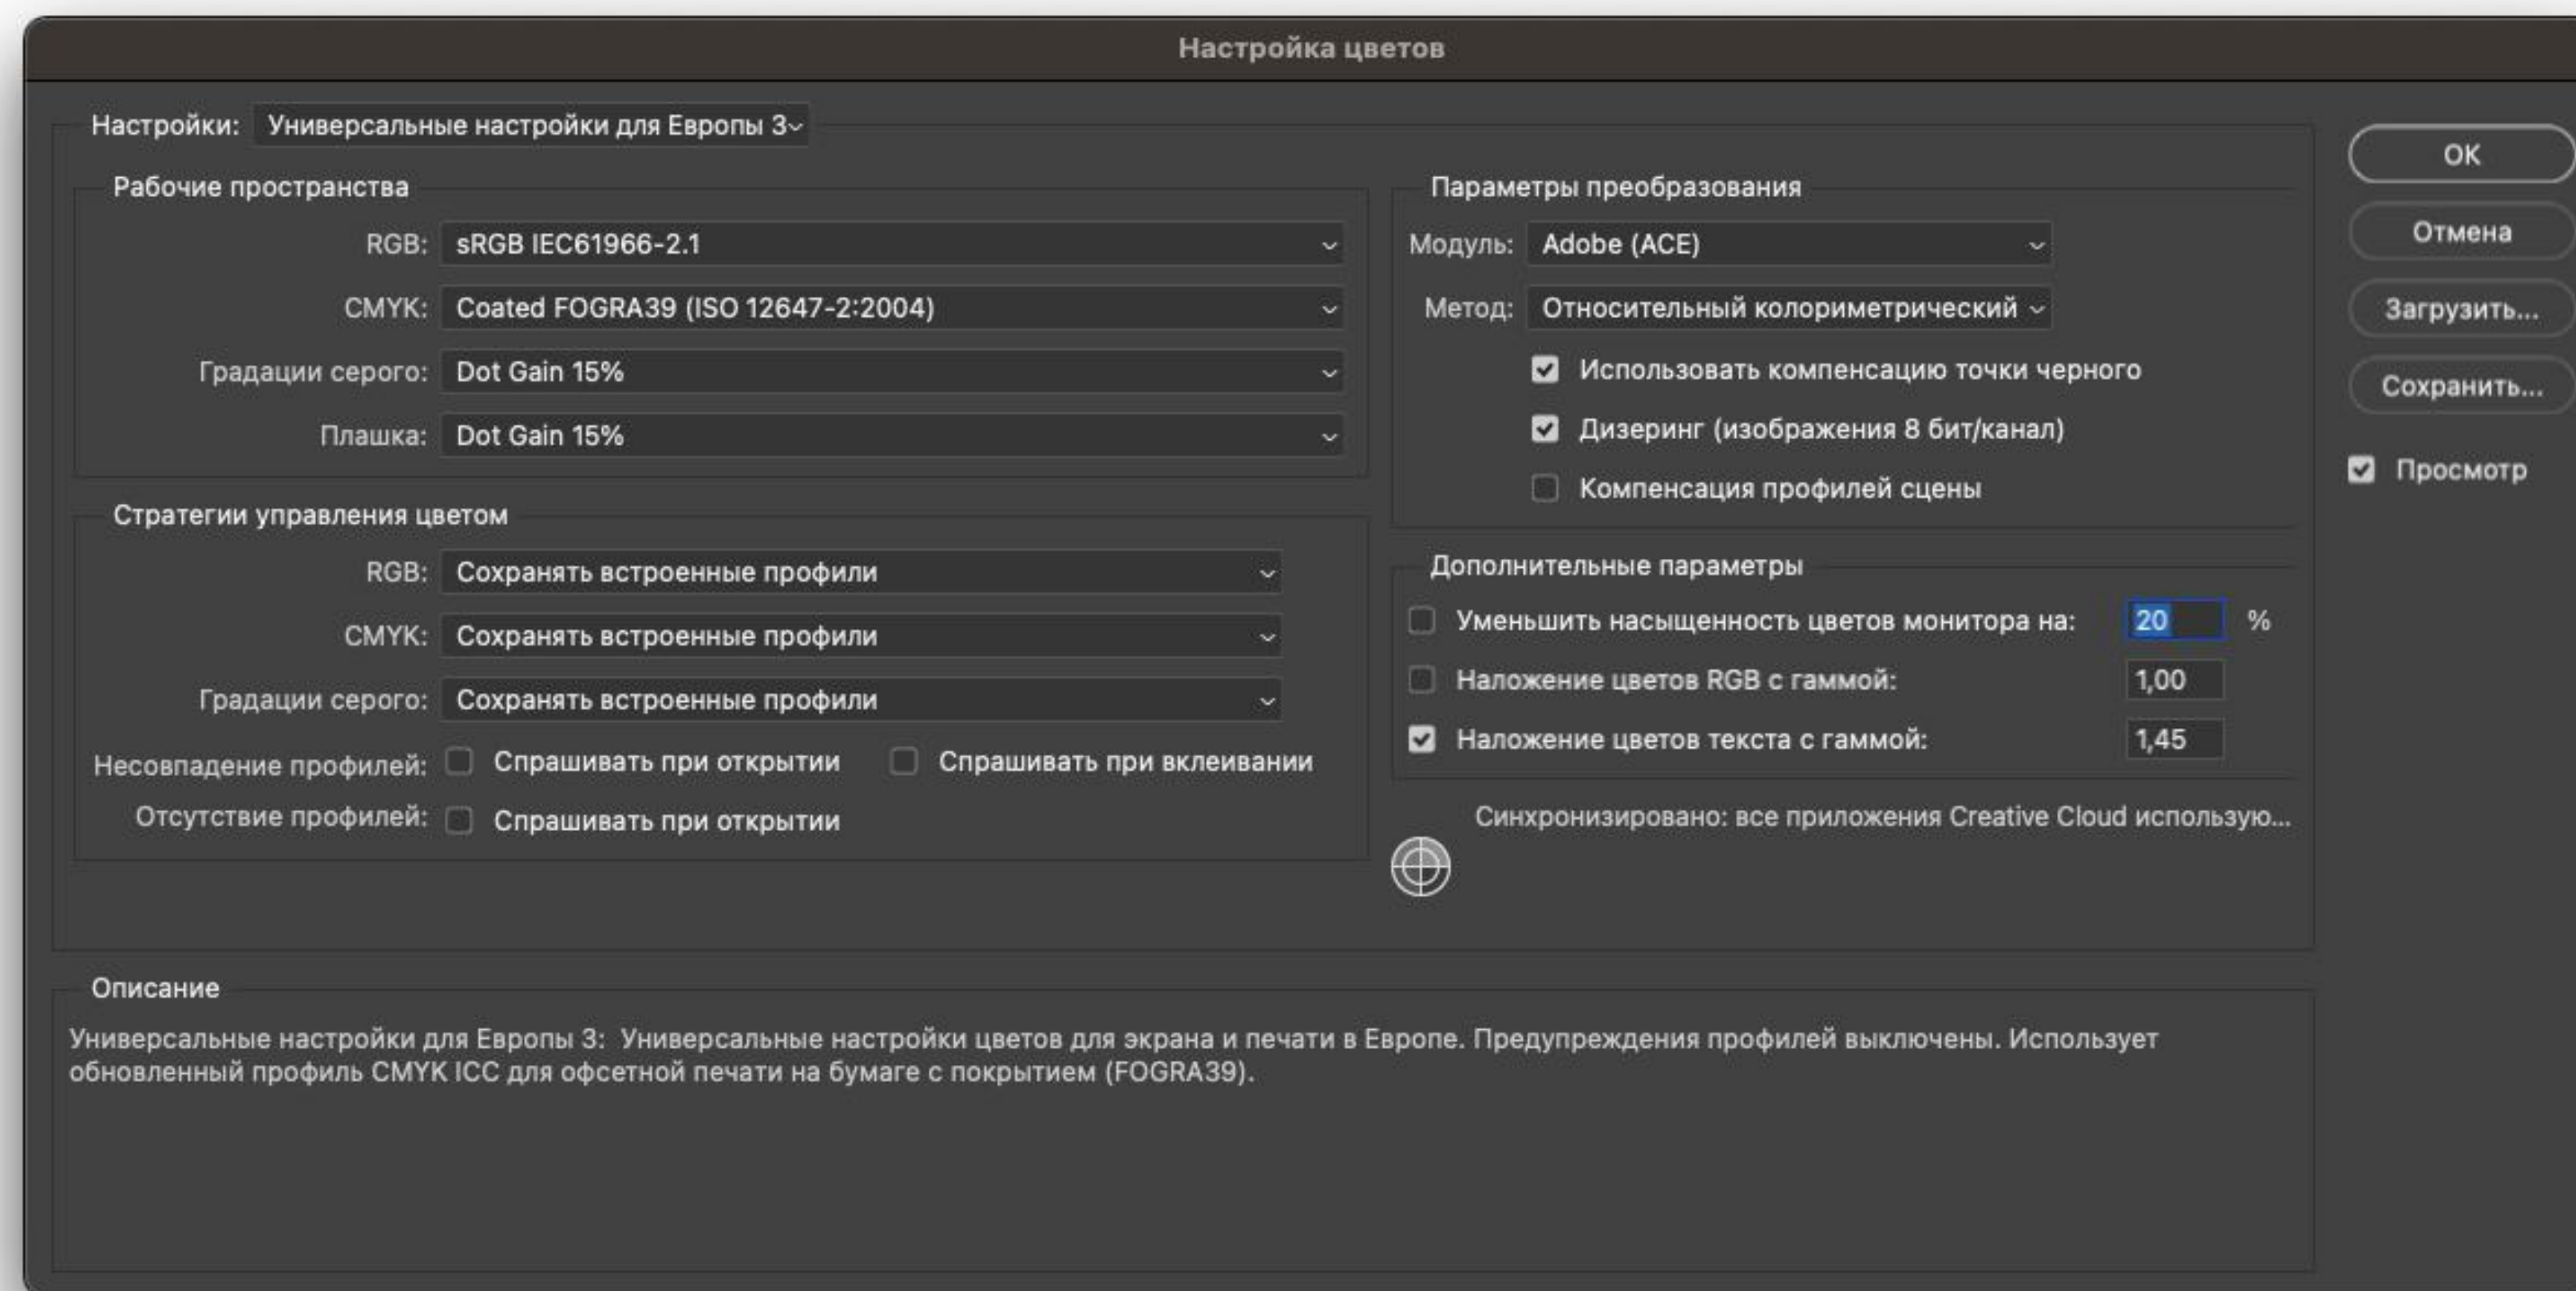 Настройка цветов
Настройки: Универсальные настройки для Европы 3
Рабочие пространства
RGB: sRGB IEC61966-2.1
CMYK: Coated FOGRA39 (ISO 12647-2:2004)
Градации серого: Dot Gain 15%
Плашка: Dot Gain 15%
Стратегии управления цветом
RGB: Сохранять встроенные профили
CMYK: Сохранять встроенные профили
Градации серого: Сохранять встроенные профили
Несовпадение профилей: Спрашивать при открытии Спрашивать при вклеивании
Отсутствие профилей: Спрашивать при открытии
Параметры преобразования
Модуль: Adobe (ACE)
Метод: Относительный колориметрический
Использовать компенсацию точки черного
Дизеринг (изображения 8 бит/канал)
Компенсация профилей сцены
Дополнительные параметры
Уменьшить насыщенность цветов монитора на: 20 %
Наложение цветов RGB с гаммой: 1,00
Наложение цветов текста с гаммой: 1,45
Синхронизировано: все приложения Creative Cloud использую...
OK
Отмена
Загрузить...
Сохранить...
Просмотр
Описание
Универсальные настройки для Европы 3: Универсальные настройки цветов для экрана и печати в Европе. Предупреждения профилей выключены. Использует
обновленный профиль CMYK ICC для офсетной печати на бумаге с покрытием (FOGRA39).